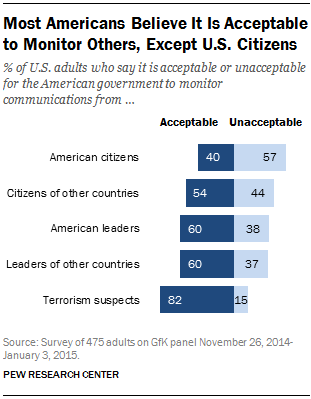 Most Americans Believe It Is Acceptable
to Monitor Others, Except U.S. Citizens
% of U.S. adults who say it is acceptable or unacceptable
for the American government to monitor
communications from ...
Acceptable Unacceptable
American citizens 40 57
Citizens of other countries 54 44
American leaders 60 38
Leaders of other countries 60 37
Terrorism suspects 82 15
Source: Survey of 475 adults on GfK panel November 26, 2014-
January 3, 2015.
PEW RESEARCH CENTER